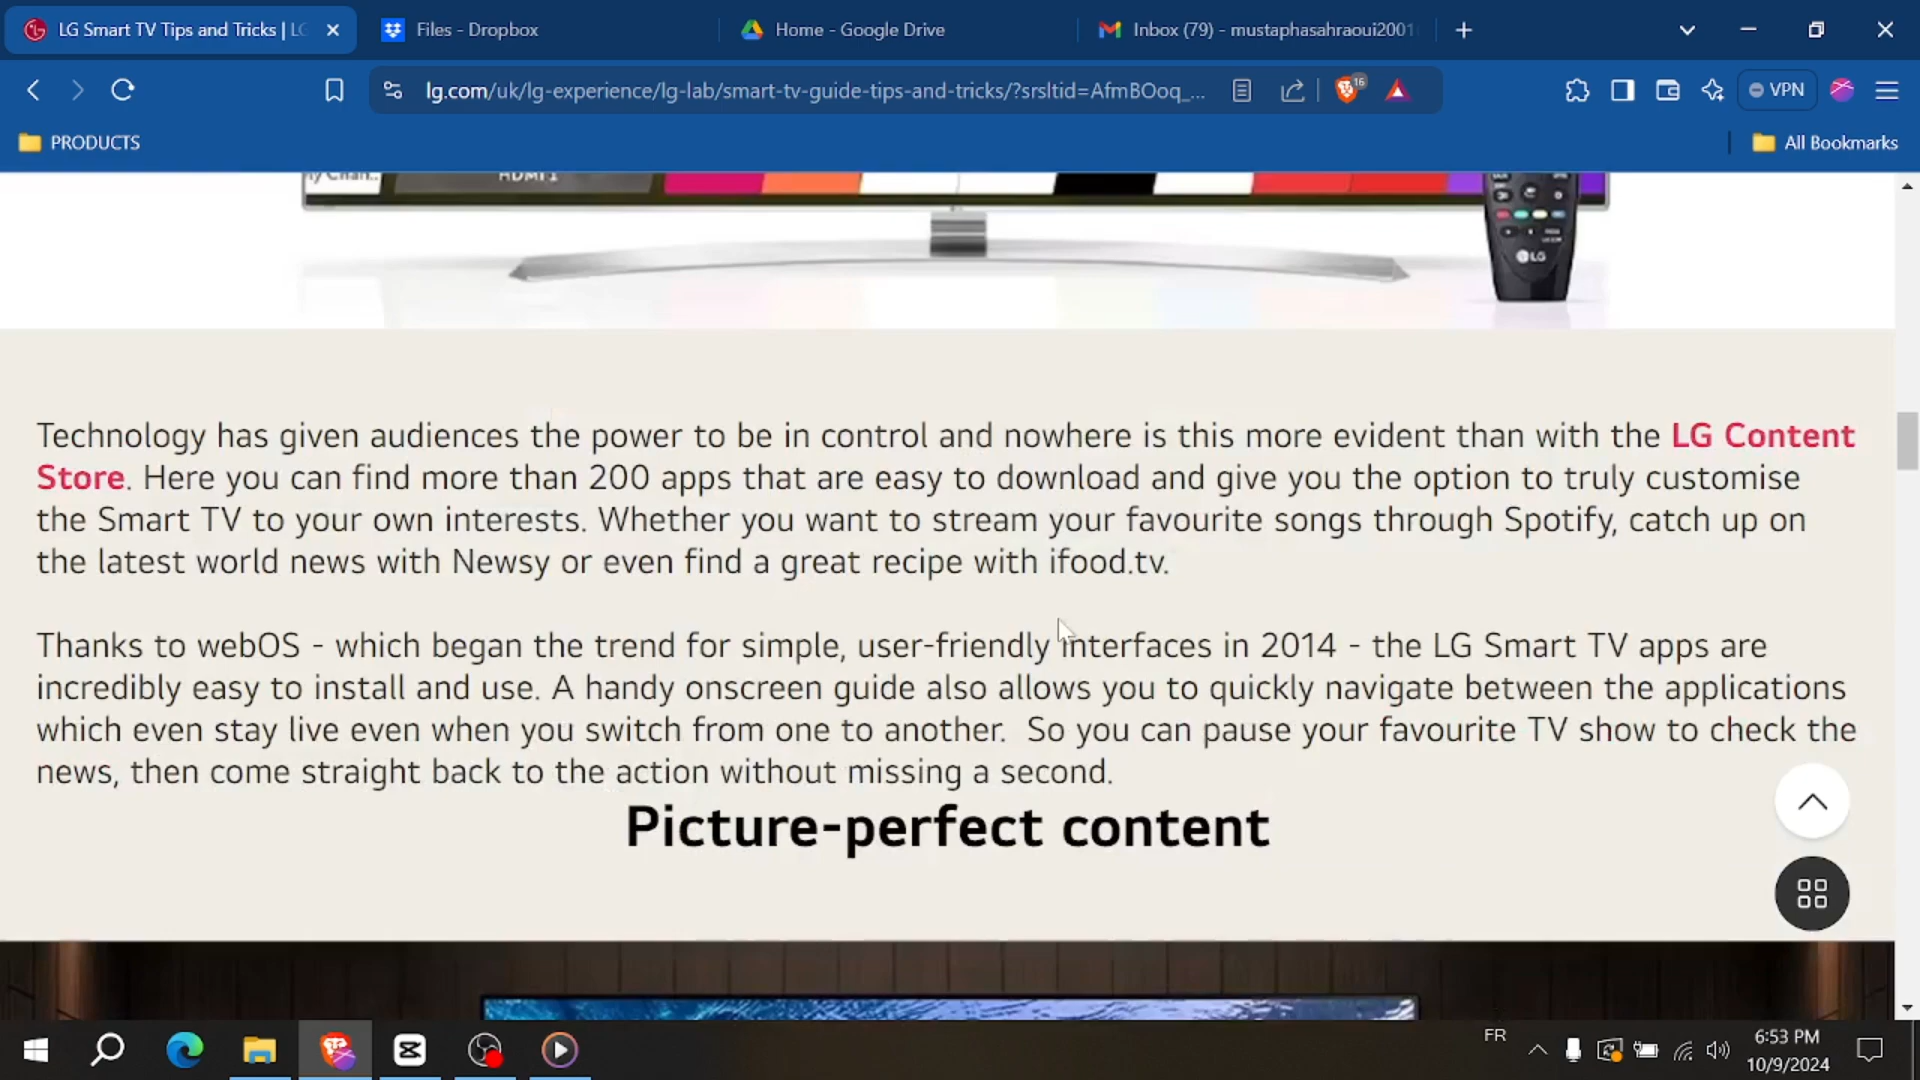 LG Smart TV Tips and Tricks | LG
Files - Dropbox
Home - Google Drive
Inbox (79) - mustaphasahraoui2001
lg.com/uk/lg-experience/lg-lab/smart-tv-guide-tips-and-tricks/?srsltid=AfmBOoq_...
16
VPN
PRODUCTS
All Bookmarks
HDMI 1
LG
Technology has given audiences the power to be in control and nowhere is this more evident than with the LG Content
Store. Here you can find more than 200 apps that are easy to download and give you the option to truly customise
the Smart TV to your own interests. Whether you want to stream your favourite songs through Spotify, catch up on
the latest world news with Newsy or even find a great recipe with ifood.tv.
Thanks to webOS - which began the trend for simple, user-friendly interfaces in 2014 - the LG Smart TV apps are
incredibly easy to install and use. A handy onscreen guide also allows you to quickly navigate between the applications
which even stay live even when you switch from one to another.  So you can pause your favourite TV show to check the
news, then come straight back to the action without missing a second.
Picture-perfect content
FR
6:53 PM
10/9/2024